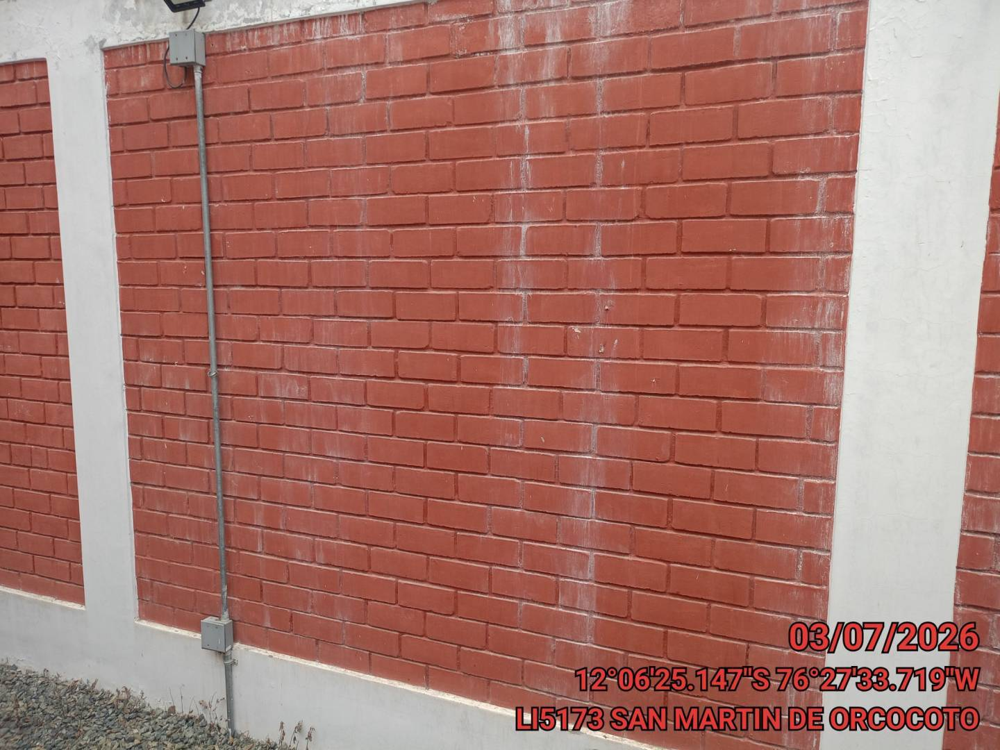 03/07/2026
12°06'25.147"S 76°27'33.719"W
LI5173 SAN MARTIN DE ORCOCOTO